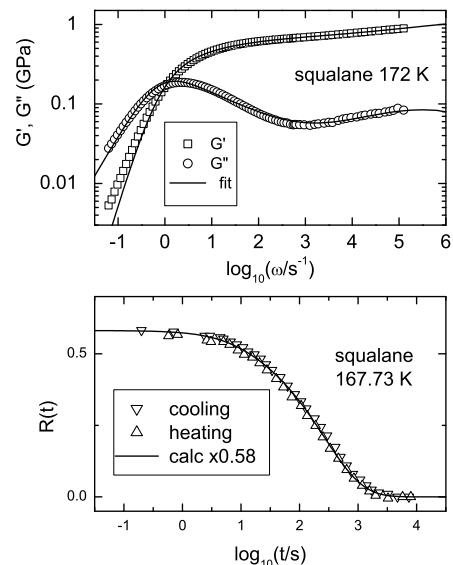 1
0.1
0.01
G', G" (GPa)
squalane 172 K
G'
G"
fit
-1 0 1 2 3 4 5 6
log₁₀(ω/s⁻¹)
0.5
0.0
R(t)
squalane
167.73 K
cooling
heating
calc x0.58
-1 0 1 2 3 4
log₁₀(t/s)